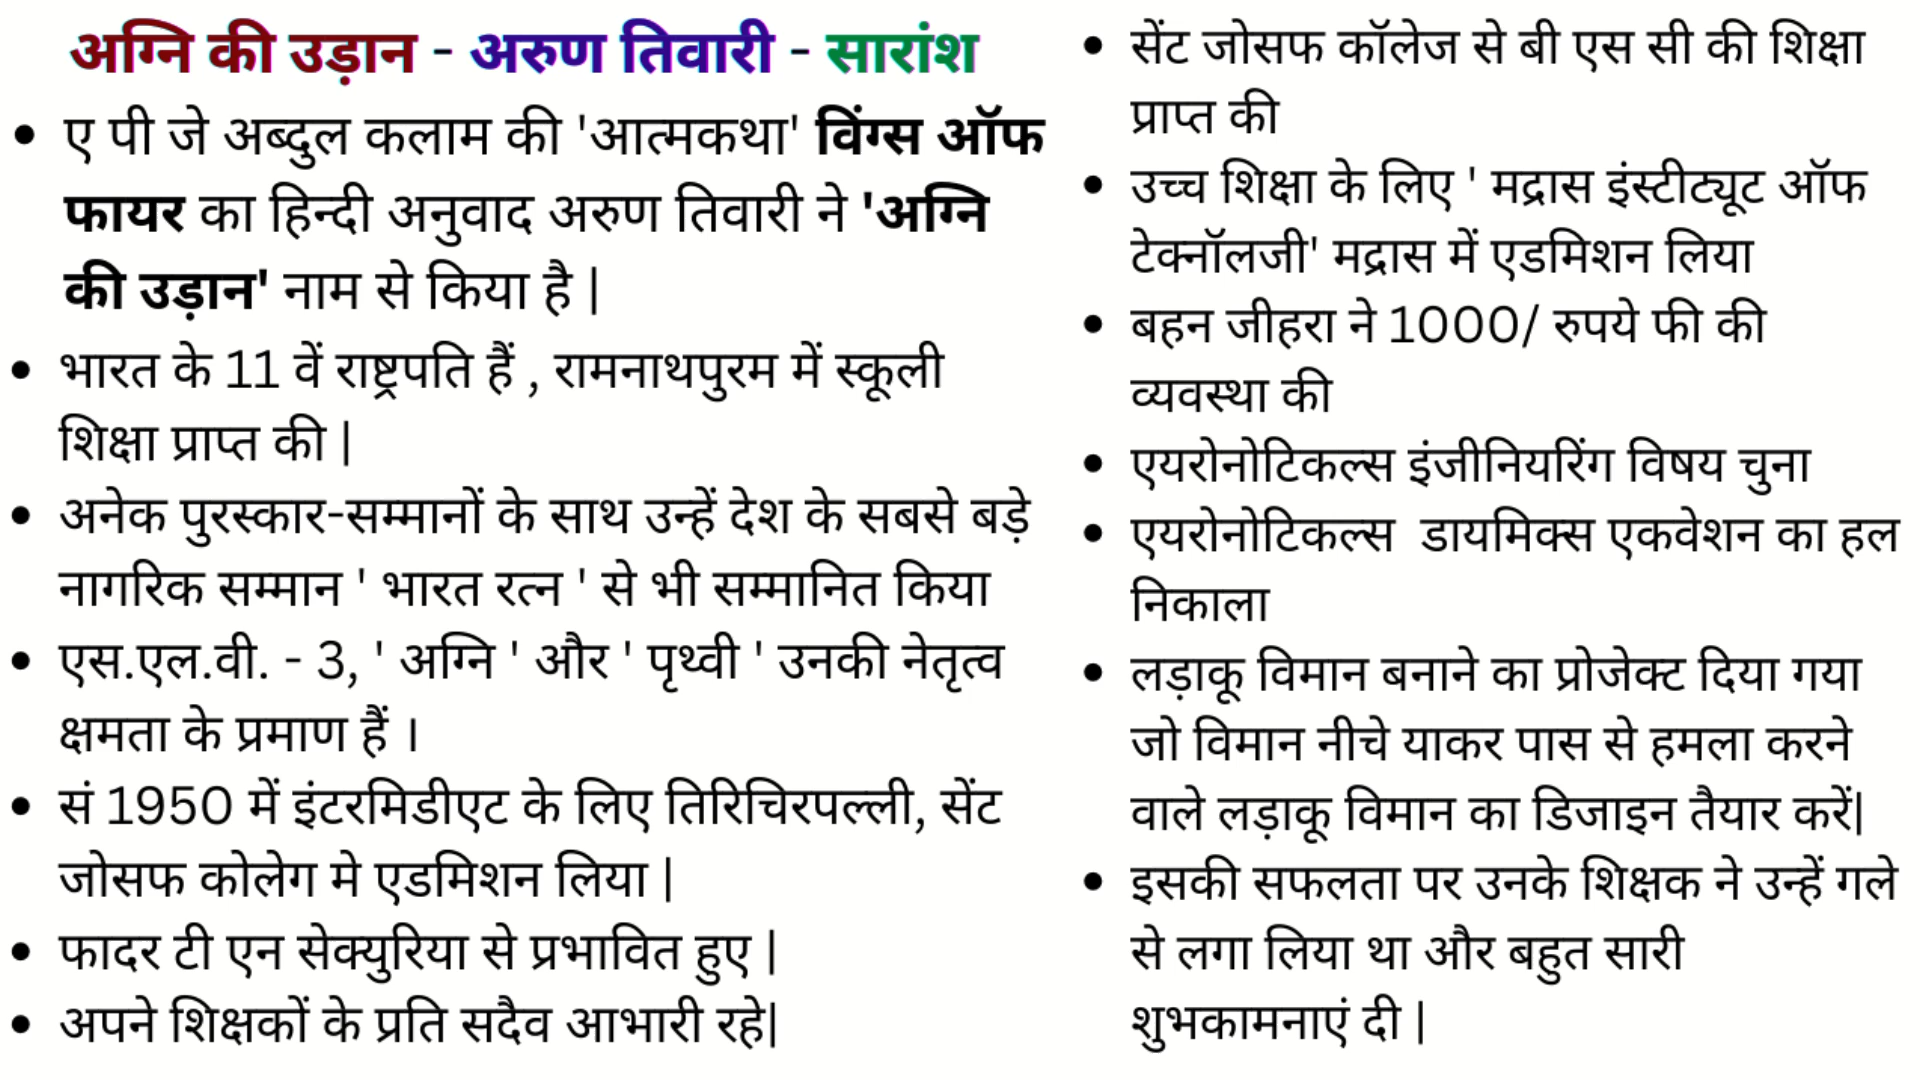 अग्नि की उड़ान - अरुण तिवारी - सारांश
• ए पी जे अब्दुल कलाम की 'आत्मकथा' विंग्स ऑफ
फायर का हिन्दी अनुवाद अरुण तिवारी ने 'अग्नि
की उड़ान' नाम से किया है |
• भारत के 11 वें राष्ट्रपति हैं , रामनाथपुरम में स्कूली
शिक्षा प्राप्त की |
• अनेक पुरस्कार-सम्मानों के साथ उन्हें देश के सबसे बड़े
नागरिक सम्मान ' भारत रत्न ' से भी सम्मानित किया
• एस.एल.वी. - 3, ' अग्नि ' और ' पृथ्वी ' उनकी नेतृत्व
क्षमता के प्रमाण हैं ।
• सं 1950 में इंटरमिडीएट के लिए तिरिचिरपल्ली, सेंट
जोसफ कोलेग मे एडमिशन लिया |
• फादर टी एन सेक्युरिया से प्रभावित हुए |
• अपने शिक्षकों के प्रति सदैव आभारी रहे|
• सेंट जोसफ कॉलेज से बी एस सी की शिक्षा
प्राप्त की
• उच्च शिक्षा के लिए ' मद्रास इंस्टीट्यूट ऑफ
टेक्नॉलजी' मद्रास में एडमिशन लिया
• बहन जीहरा ने 1000/ रुपये फी की
व्यवस्था की
• एयरोनोटिकल्स इंजीनियरिंग विषय चुना
• एयरोनोटिकल्स  डायमिक्स एकवेशन का हल
निकाला
• लड़ाकू विमान बनाने का प्रोजेक्ट दिया गया
जो विमान नीचे याकर पास से हमला करने
वाले लड़ाकू विमान का डिजाइन तैयार करें|
• इसकी सफलता पर उनके शिक्षक ने उन्हें गले
से लगा लिया था और बहुत सारी
शुभकामनाएं दी |